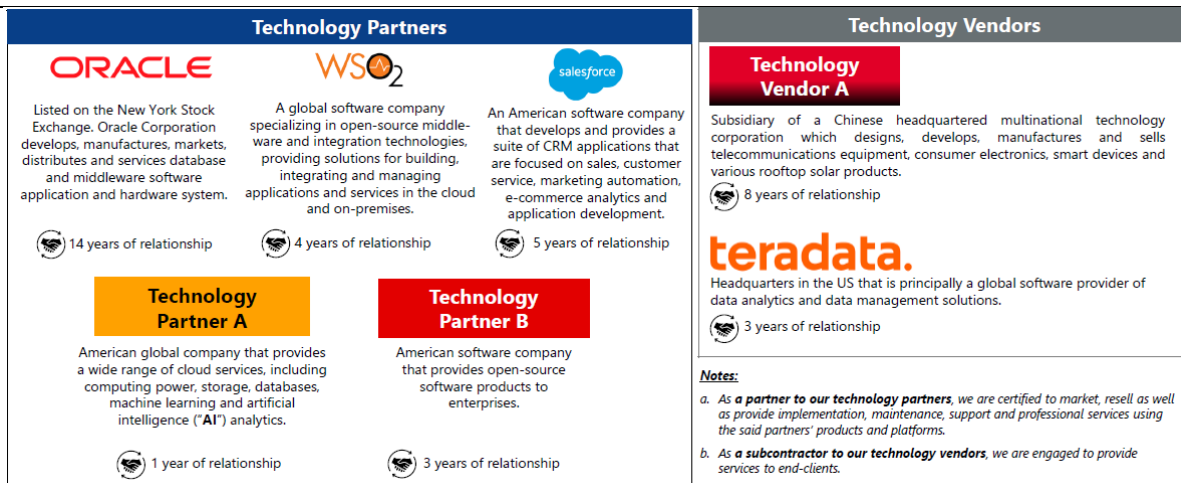 Technology Partners
ORACLE
Listed on the New York Stock
Exchange. Oracle Corporation
develops, manufactures, markets,
distributes and services database
and middleware software
application and hardware system.
14 years of relationship
WSO2
A global software company
specializing in open-source middle-
ware and integration technologies,
providing solutions for building,
integrating and managing
applications and services in the cloud
and on-premises.
4 years of relationship
salesforce
An American software company
that develops and provides a
suite of CRM applications that
are focused on sales, customer
service, marketing automation,
e-commerce analytics and
application development.
5 years of relationship
Technology
Partner A
American global company that provides
a wide range of cloud services, including
computing power, storage, databases,
machine learning and artificial
intelligence ("AI") analytics.
1 year of relationship
Technology
Partner B
American software company
that provides open-source
software products to
enterprises.
3 years of relationship
Technology Vendors
Technology
Vendor A
Subsidiary of a Chinese headquartered multinational technology
corporation which designs, develops, manufactures and sells
telecommunications equipment, consumer electronics, smart devices and
various rooftop solar products.
8 years of relationship
teradata.
Headquarters in the US that is principally a global software provider of
data analytics and data management solutions.
3 years of relationship
Notes:
a. As a partner to our technology partners, we are certified to market, resell as well
as provide implementation, maintenance, support and professional services using
the said partners' products and platforms.
b. As a subcontractor to our technology vendors, we are engaged to provide
services to end-clients.